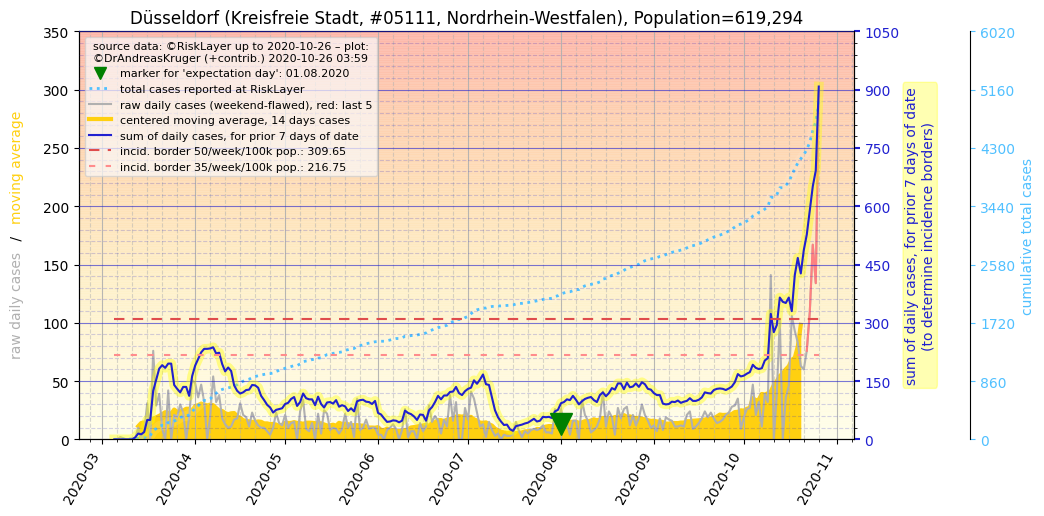 Düsseldorf (Kreisfreie Stadt, #05111, Nordrhein-Westfalen), Population=619,294
source data: ©RiskLayer up to 2020-10-26 – plot:
©DrAndreasKruger (+contrib.) 2020-10-26 03:59
marker for 'expectation day': 01.08.2020
total cases reported at RiskLayer
raw daily cases (weekend-flawed), red: last 5
centered moving average, 14 days cases
sum of daily cases, for prior 7 days of date
incid. border 50/week/100k pop.: 309.65
incid. border 35/week/100k pop.: 216.75
raw daily cases / moving average
350
300
250
200
150
100
50
0
2020-03
2020-04
2020-05
2020-06
2020-07
2020-08
2020-09
2020-10
2020-11
1050
900
750
600
450
300
150
0
sum of daily cases, for prior 7 days of date
(to determine incidence borders)
6020
5160
4300
3440
2580
1720
860
0
cumulative total cases